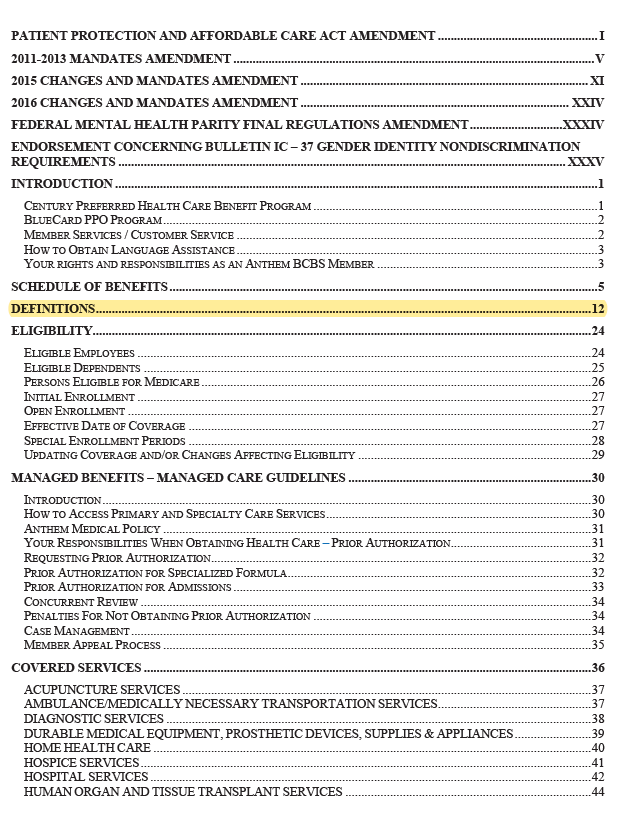 PATIENT PROTECTION AND AFFORDABLE CARE ACT AMENDMENT ... I
2011-2013 MANDATES AMENDMENT ... V
2015 CHANGES AND MANDATES AMENDMENT ... XI
2016 CHANGES AND MANDATES AMENDMENT ... XXIV
FEDERAL MENTAL HEALTH PARITY FINAL REGULATIONS AMENDMENT ... XXXIV
ENDORSEMENT CONCERNING BULLETIN IC – 37 GENDER IDENTITY NONDISCRIMINATION
REQUIREMENTS ... XXXV
INTRODUCTION ... 1
CENTURY PREFERRED HEALTH CARE BENEFIT PROGRAM ... 1
BLUECARD PPO PROGRAM ... 2
MEMBER SERVICES / CUSTOMER SERVICE ... 2
HOW TO OBTAIN LANGUAGE ASSISTANCE ... 3
YOUR RIGHTS AND RESPONSIBILITIES AS AN ANTHEM BCBS MEMBER ... 3
SCHEDULE OF BENEFITS ... 5
DEFINITIONS ... 12
ELIGIBILITY ... 24
ELIGIBLE EMPLOYEES ... 24
ELIGIBLE DEPENDENTS ... 25
PERSONS ELIGIBLE FOR MEDICARE ... 26
INITIAL ENROLLMENT ... 27
OPEN ENROLLMENT ... 27
EFFECTIVE DATE OF COVERAGE ... 27
SPECIAL ENROLLMENT PERIODS ... 28
UPDATING COVERAGE AND/OR CHANGES AFFECTING ELIGIBILITY ... 29
MANAGED BENEFITS – MANAGED CARE GUIDELINES ... 30
INTRODUCTION ... 30
HOW TO ACCESS PRIMARY AND SPECIALTY CARE SERVICES ... 30
ANTHEM MEDICAL POLICY ... 31
YOUR RESPONSIBILITIES WHEN OBTAINING HEALTH CARE – PRIOR AUTHORIZATION ... 31
REQUESTING PRIOR AUTHORIZATION ... 32
PRIOR AUTHORIZATION FOR SPECIALIZED FORMULA ... 32
PRIOR AUTHORIZATION FOR ADMISSIONS ... 33
CONCURRENT REVIEW ... 34
PENALTIES FOR NOT OBTAINING PRIOR AUTHORIZATION ... 34
CASE MANAGEMENT ... 34
MEMBER APPEAL PROCESS ... 35
COVERED SERVICES ... 36
ACUPUNCTURE SERVICES ... 37
AMBULANCE/MEDICALLY NECESSARY TRANSPORTATION SERVICES ... 37
DIAGNOSTIC SERVICES ... 38
DURABLE MEDICAL EQUIPMENT, PROSTHETIC DEVICES, SUPPLIES & APPLIANCES ... 39
HOME HEALTH CARE ... 40
HOSPICE SERVICES ... 41
HOSPITAL SERVICES ... 42
HUMAN ORGAN AND TISSUE TRANSPLANT SERVICES ... 44